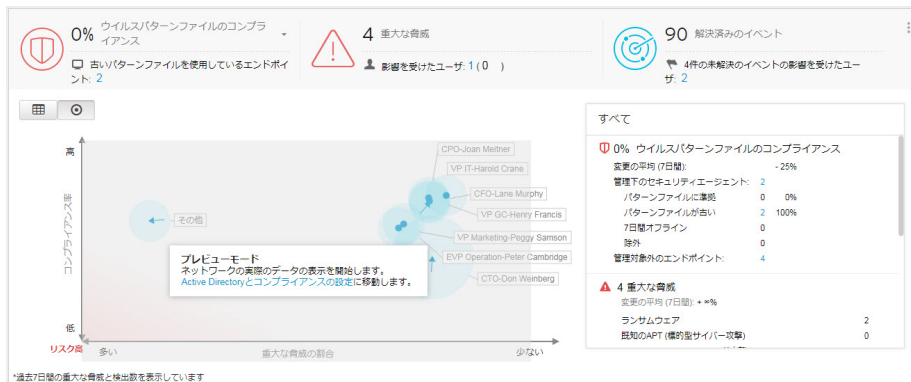 0% ウイルスパターンファイルのコンプラ
イアンス
古いパターンファイルを使用しているエンドポイ
ント: 2
4 重大な脅威
影響を受けたユーザ: 1 ( 0 )
90 解決済みのイベント
4件の未解決のイベントの影響を受けたユー
ザ: 2
高
コンプライアンス率
低
リスク高
多い
重大な脅威の割合
少ない
CPO-Joan Meitner
VP IT-Harold Crane
CFO-Lane Murphy
VP GC-Henry Francis
VP Marketing-Peggy Samson
EVP Operation-Peter Cambridge
CTO-Don Weinberg
その他
プレビューモード
ネットワークの実際のデータの表示を開始します。
Active Directoryとコンプライアンスの設定に移動します。
*過去7日間の重大な脅威と検出数を表示しています
すべて
0% ウイルスパターンファイルのコンプライアンス
変更の平均 (7日間): - 25%
管理下のセキュリティエージェント: 2
パターンファイルに準拠 0 0%
パターンファイルが古い 2 100%
7日間オフライン 0
除外 0
管理対象外のエンドポイント: 4
4 重大な脅威
変更の平均 (7日間): + ∞%
ランサムウェア 2
既知のAPT (標的型サイバー攻撃) 0